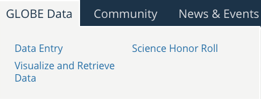 GLOBE Data Community News & Events
Data Entry Science Honor Roll
Visualize and Retrieve
Data